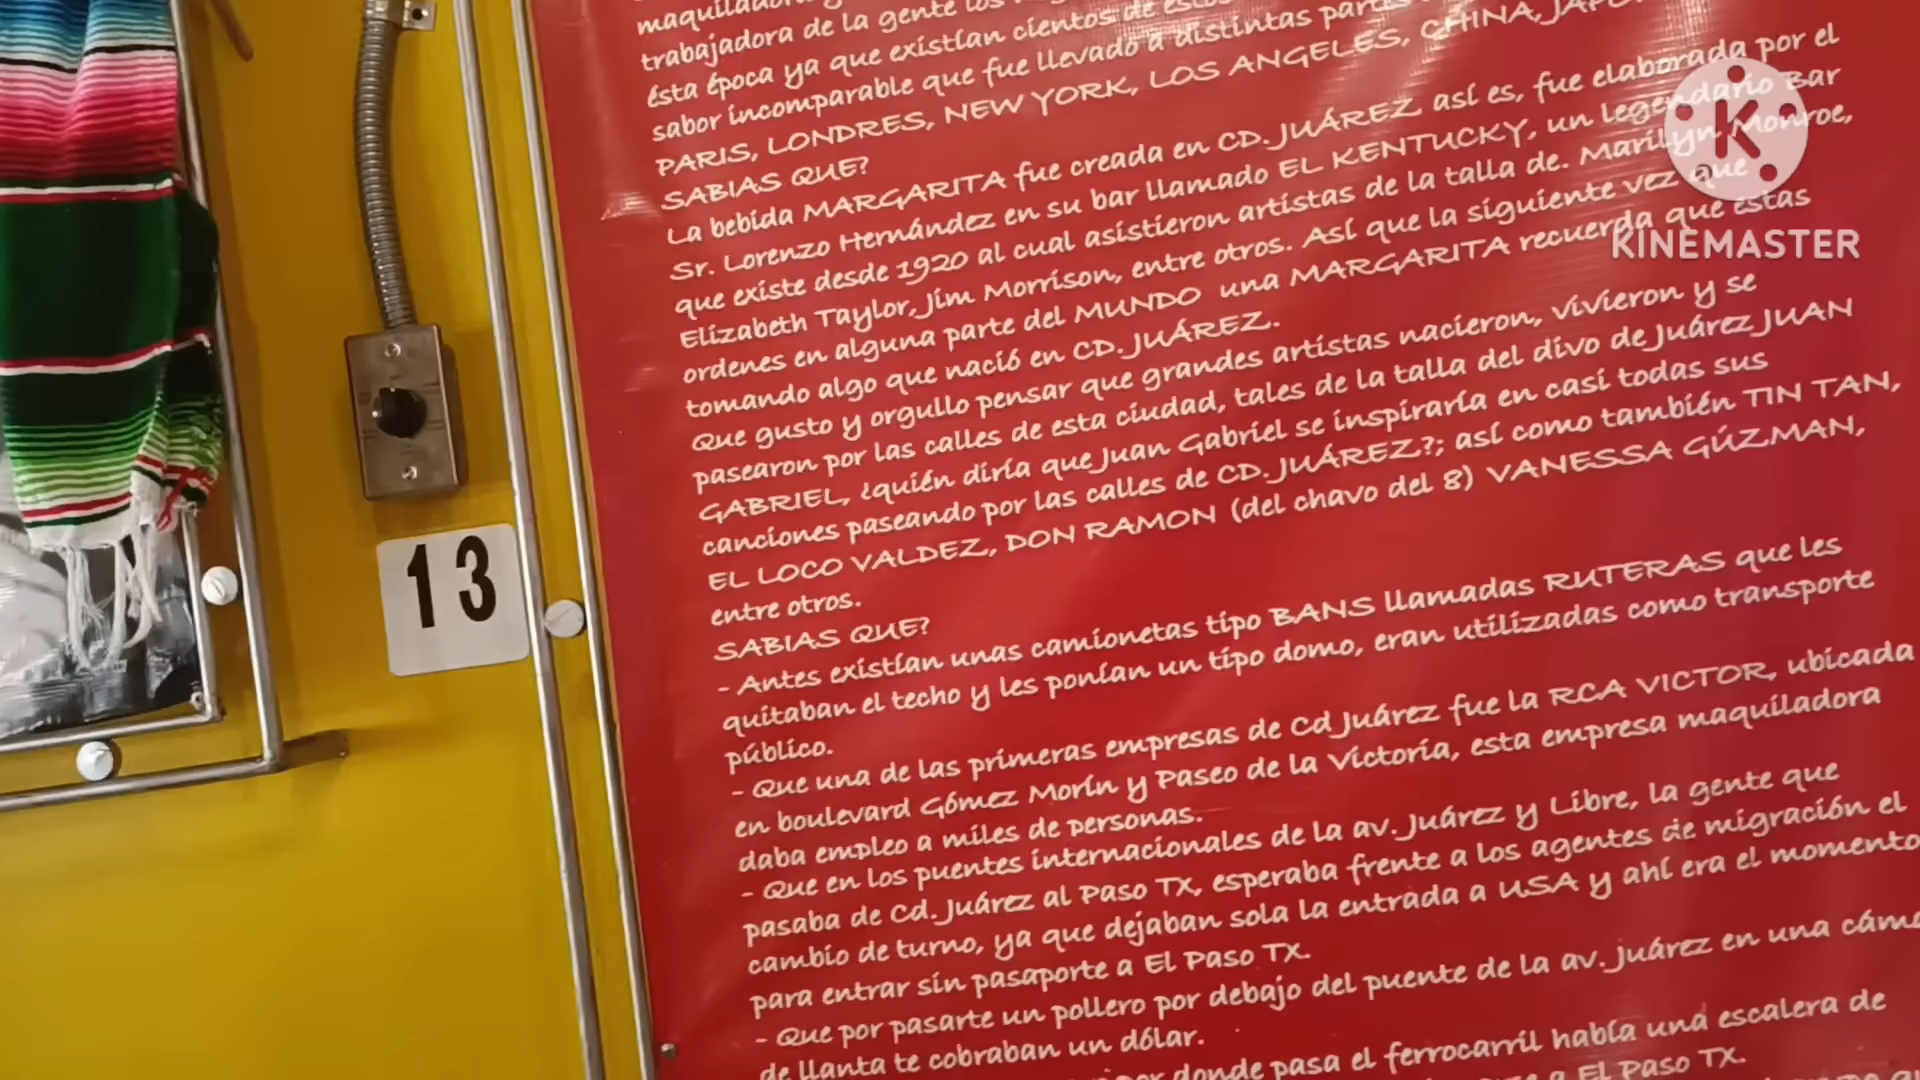 maquiladora
trabajadora de la gente los
ésta época ya que existían cientos de estos
sabor incomparable que fue llevado a distintas partes
PARIS, LONDRES, NEW YORK, LOS ANGELES, CHINA, JAPON
SABIAS QUE?
La bebida MARGARITA fue creada en CD. JUÁREZ así es, fue elaborada por el
Sr. Lorenzo Hernández en su bar llamado EL KENTUCKY, un legendario Bar
que existe desde 1920 al cual asistieron artistas de la talla de. Marilyn Monroe,
Elizabeth Taylor, Jim Morrison, entre otros. Así que la siguiente vez que
ordenes en alguna parte del MUNDO una MARGARITA recuerda que estas
tomando algo que nació en CD. JUÁREZ.
Que gusto y orgullo pensar que grandes artistas nacieron, vivieron y se
pasearon por las calles de esta ciudad, tales de la talla del divo de Juárez JUAN
GABRIEL, ¿quién diría que Juan Gabriel se inspiraría en casi todas sus
canciones paseando por las calles de CD. JUÁREZ?; así como también TIN TAN,
EL LOCO VALDEZ, DON RAMON (del chavo del 8) VANESSA GÚZMAN,
entre otros.
SABIAS QUE?
- Antes existían unas camionetas tipo BANS llamadas RUTERAS que les
quitaban el techo y les ponían un tipo domo, eran utilizadas como transporte
público.
- Que una de las primeras empresas de Cd Juárez fue la RCA VICTOR, ubicada
en boulevard Gómez Morín y Paseo de la Victoria, esta empresa maquiladora
daba empleo a miles de personas.
- Que en los puentes internacionales de la av. Juárez y Libre, la gente que
pasaba de Cd. Juárez al Paso TX, esperaba frente a los agentes de migración el
cambio de turno, ya que dejaban sola la entrada a USA y ahí era el momento
para entrar sin pasaporte a El Paso TX.
- Que por pasarte un pollero por debajo del puente de la av. Juárez en una cáma
de llanta te cobraban un dólar.
por donde pasa el ferrocarril había una escalera de
a El Paso TX.
13
K
KINEMASTER